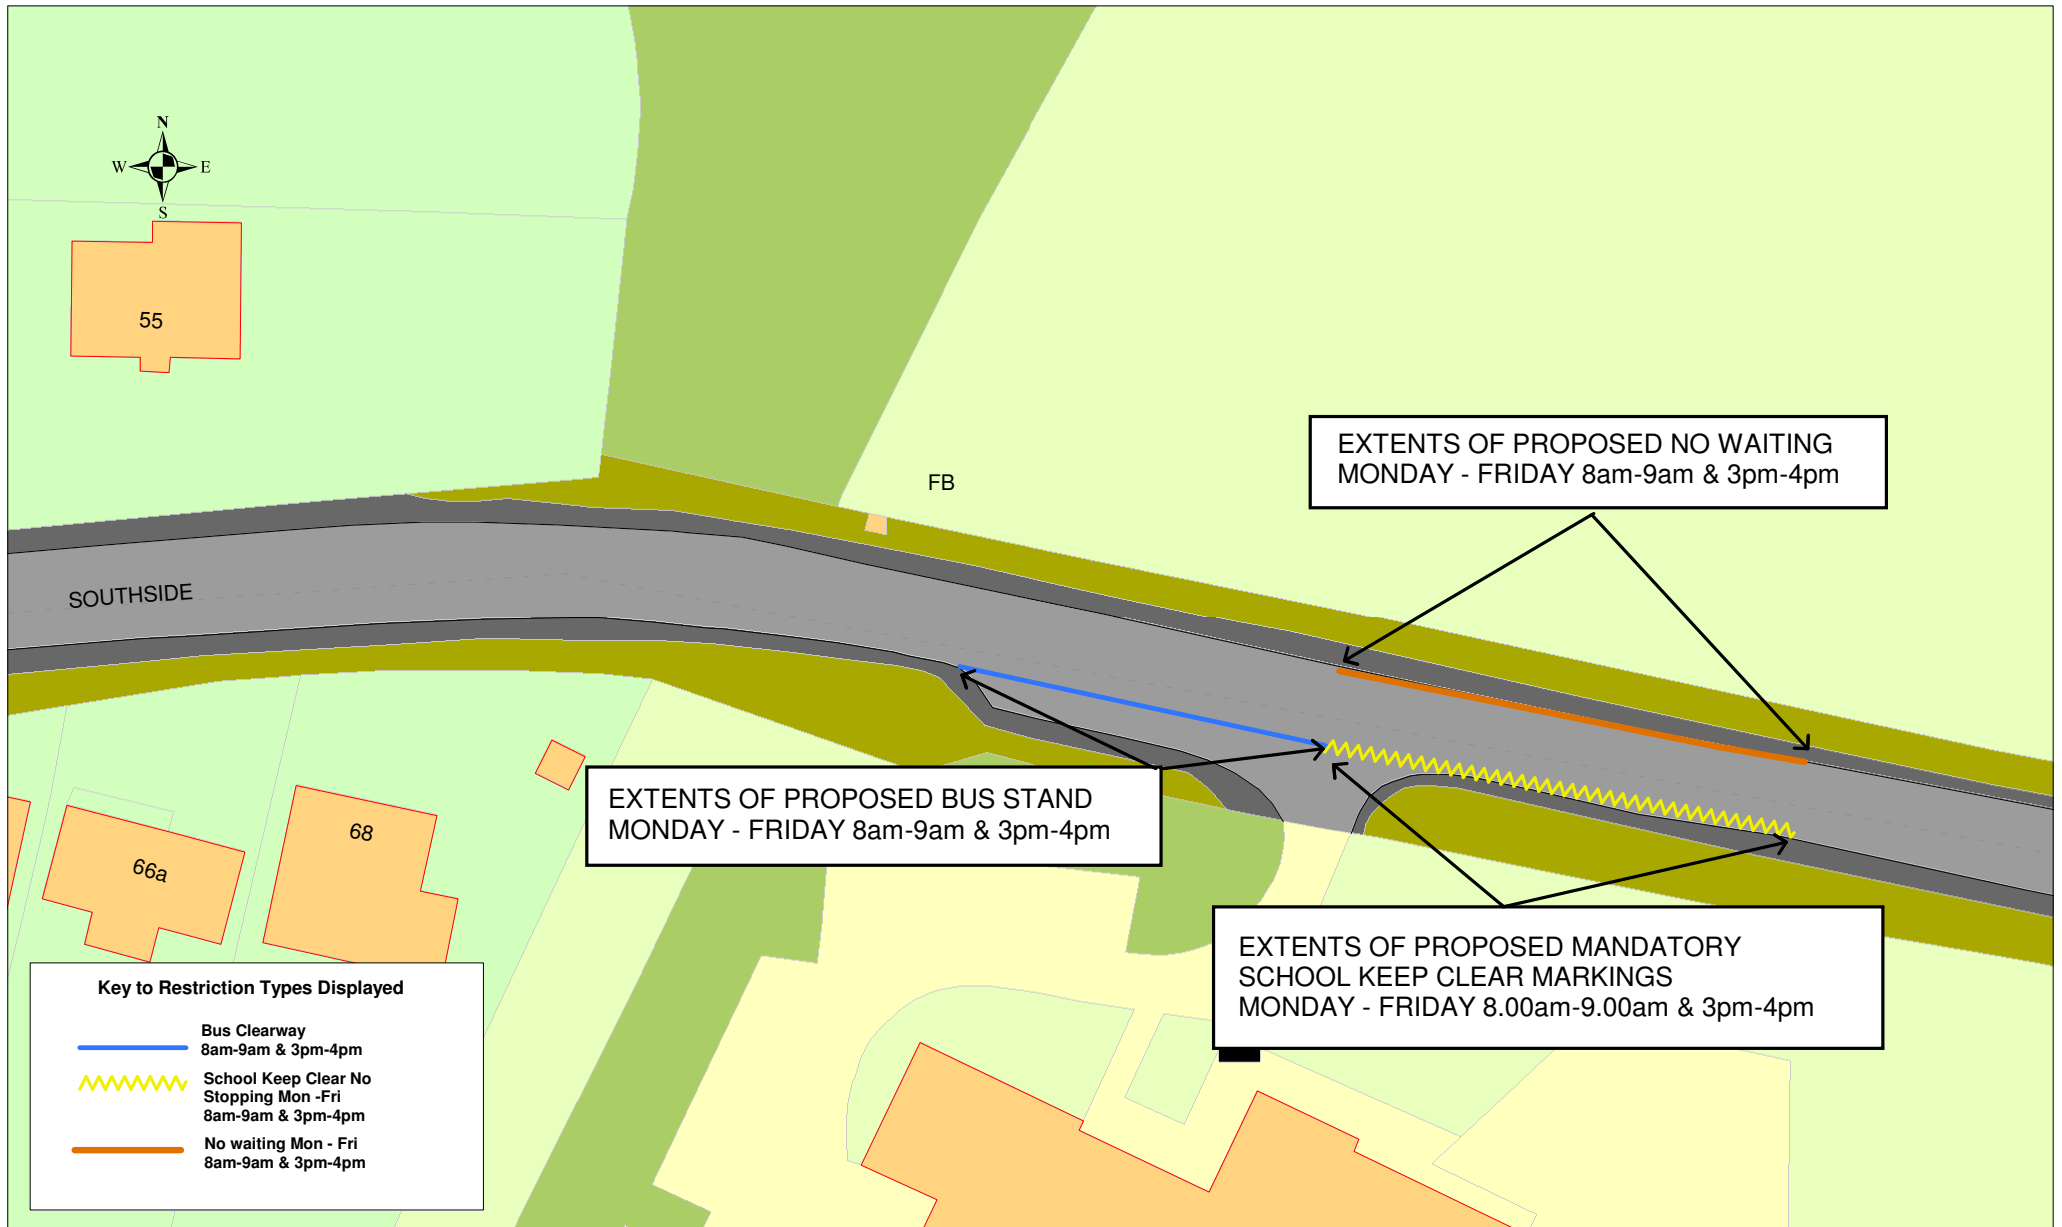 N
W E
S
55
FB
EXTENTS OF PROPOSED NO WAITING
MONDAY - FRIDAY 8am-9am & 3pm-4pm
SOUTHSIDE
EXTENTS OF PROPOSED BUS STAND
MONDAY - FRIDAY 8am-9am & 3pm-4pm
68
66a
EXTENTS OF PROPOSED MANDATORY
SCHOOL KEEP CLEAR MARKINGS
MONDAY - FRIDAY 8.00am-9.00am & 3pm-4pm
Key to Restriction Types Displayed
Bus Clearway
8am-9am & 3pm-4pm
School Keep Clear No
Stopping Mon -Fri
8am-9am & 3pm-4pm
No waiting Mon - Fri
8am-9am & 3pm-4pm